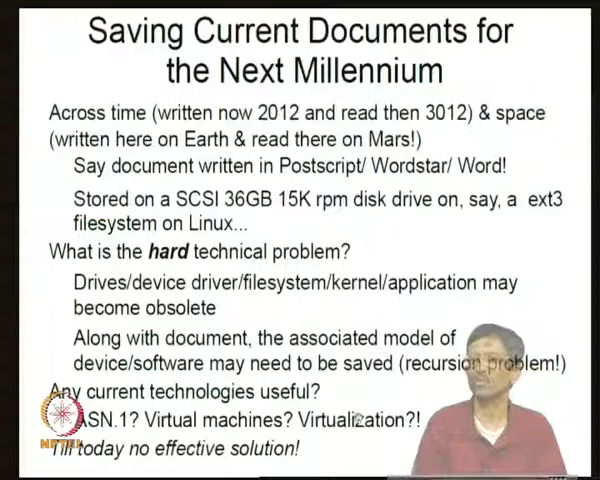 Saving Current Documents for
the Next Millennium
Across time (written now 2012 and read then 3012) & space
(written here on Earth & read there on Mars!)
Say document written in Postscript/ Wordstar/ Word!
Stored on a SCSI 36GB 15K rpm disk drive on, say, a ext3
filesystem on Linux...
What is the hard technical problem?
Drives/device driver/filesystem/kernel/application may
become obsolete
Along with document, the associated model of
device/software may need to be saved (recursion problem!)
Any current technologies useful?
ASN.1? Virtual machines? Virtualization?!
Till today no effective solution!
NPTEL